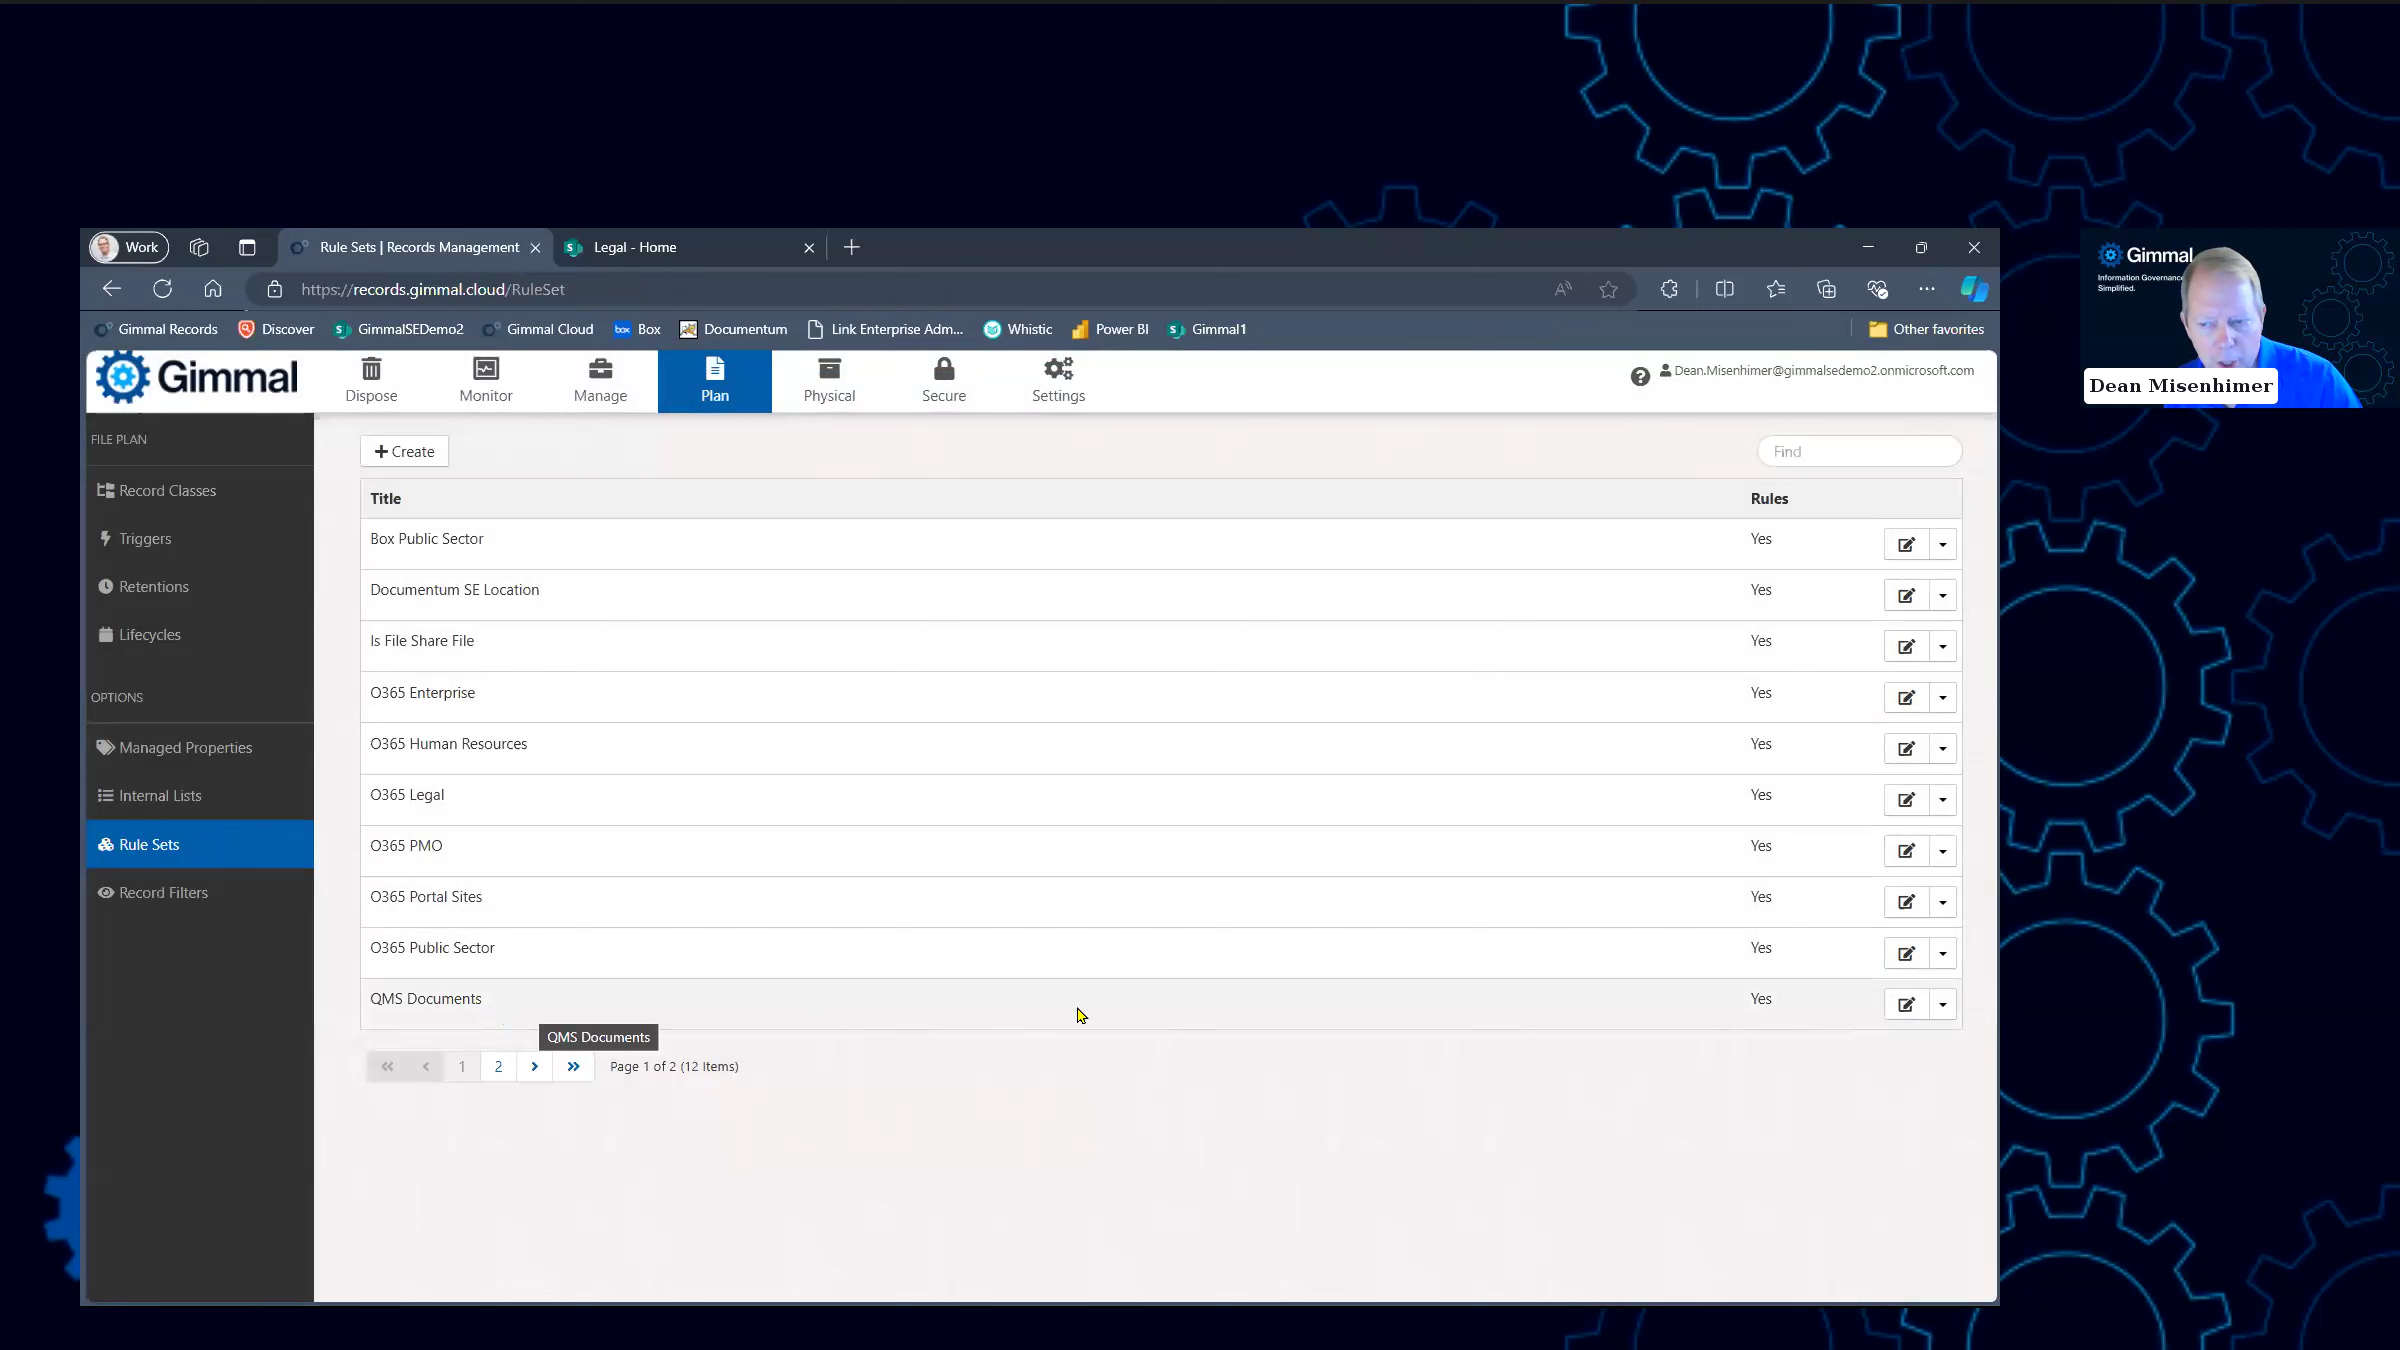 Work
Rule Sets | Records Management
Legal - Home
https://records.gimmal.cloud/RuleSet
Gimmal Records
Discover
GimmalSEDemo2
Gimmal Cloud
box Box
Documentum
Link Enterprise Adm...
Whistic
Power BI
Gimmal1
Other favorites
Gimmal
Dispose
Monitor
Manage
Plan
Physical
Secure
Settings
Dean.Misenhimer@gimmalsedemo2.onmicrosoft.com
FILE PLAN
Record Classes
Triggers
Retentions
Lifecycles
OPTIONS
Managed Properties
Internal Lists
Rule Sets
Record Filters
+ Create
Find
Title Rules
Box Public Sector Yes
Documentum SE Location Yes
Is File Share File Yes
O365 Enterprise Yes
O365 Human Resources Yes
O365 Legal Yes
O365 PMO Yes
O365 Portal Sites Yes
O365 Public Sector Yes
QMS Documents Yes
QMS Documents
« ‹ 1 2 › » Page 1 of 2 (12 Items)
Gimmal
Information Governance
Simplified.
Dean Misenhimer